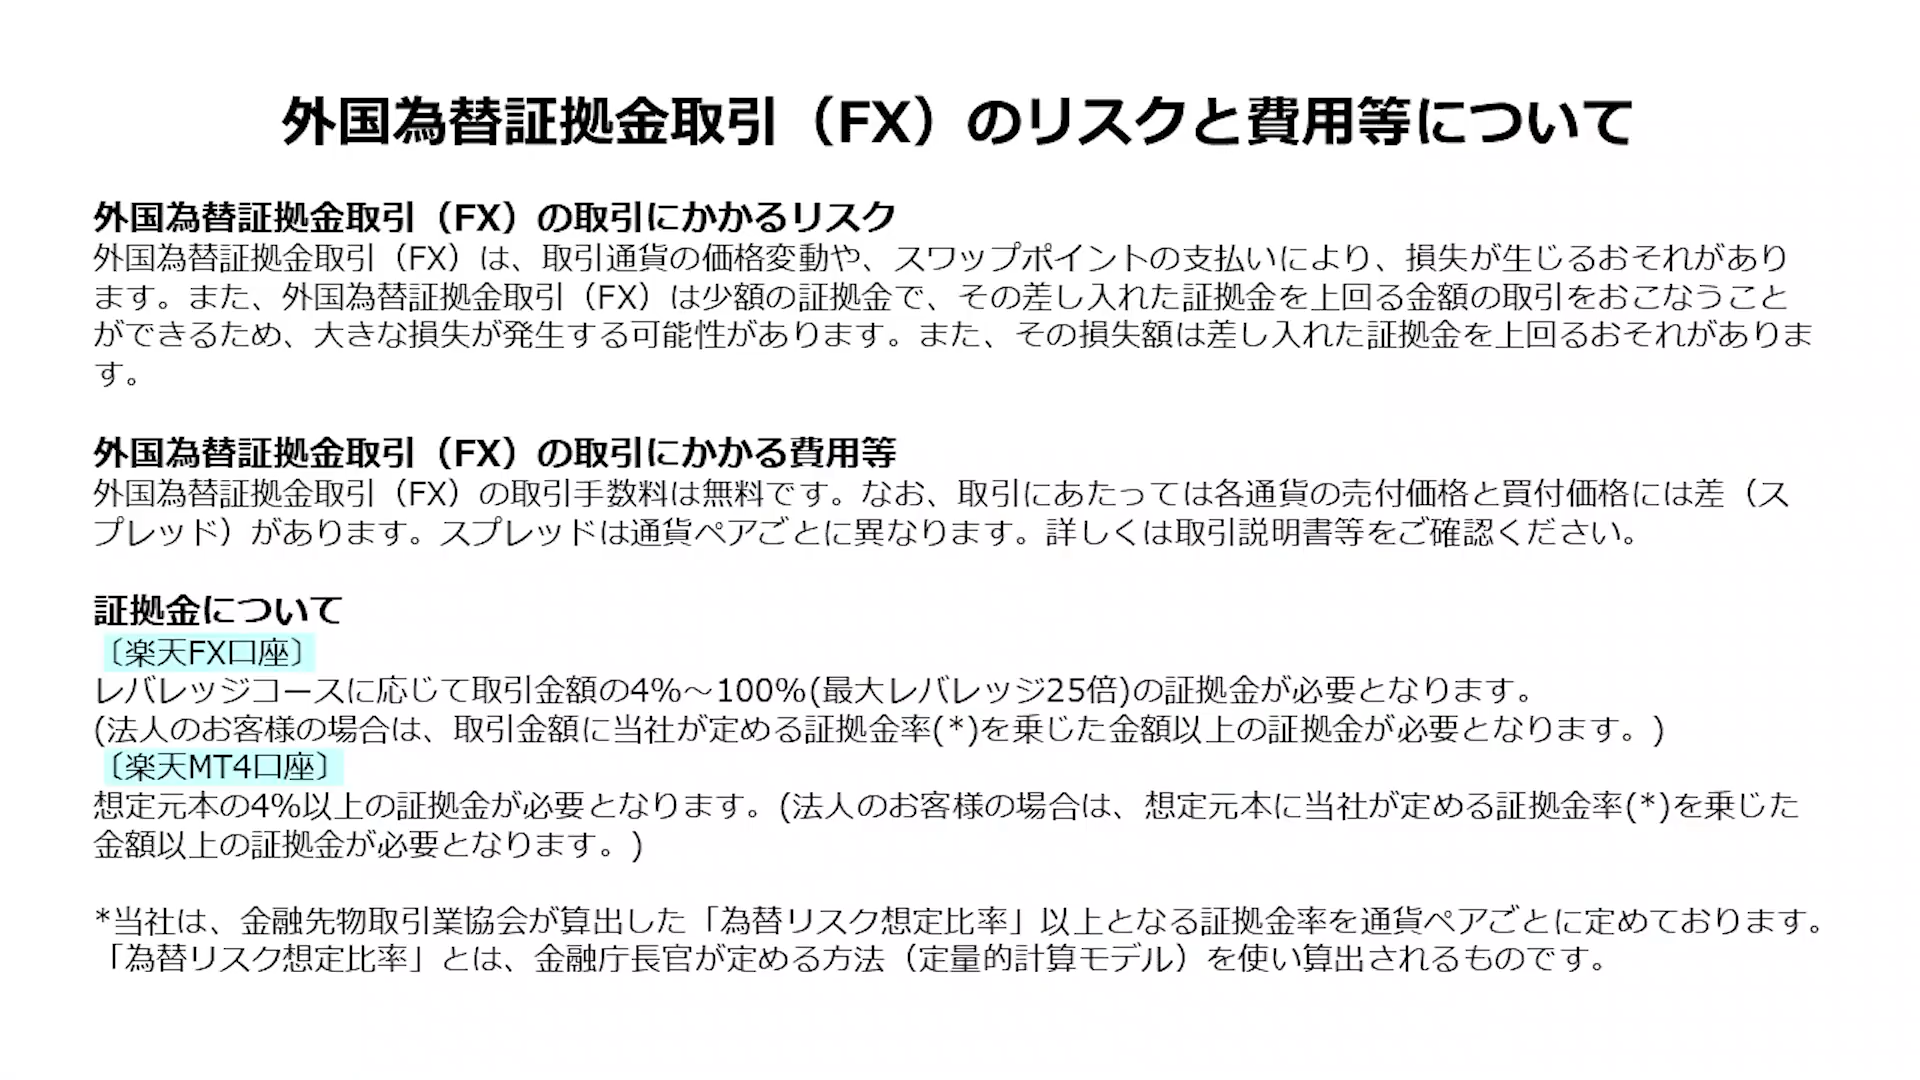 外国為替証拠金取引（FX）のリスクと費用等について
外国為替証拠金取引（FX）の取引にかかるリスク
外国為替証拠金取引（FX）は、取引通貨の価格変動や、スワップポイントの支払いにより、損失が生じるおそれがあり
ます。また、外国為替証拠金取引（FX）は少額の証拠金で、その差し入れた証拠金を上回る金額の取引をおこなうこと
ができるため、大きな損失が発生する可能性があります。また、その損失額は差し入れた証拠金を上回るおそれがありま
す。
外国為替証拠金取引（FX）の取引にかかる費用等
外国為替証拠金取引（FX）の取引手数料は無料です。なお、取引にあたっては各通貨の売付価格と買付価格には差（ス
プレッド）があります。スプレッドは通貨ペアごとに異なります。詳しくは取引説明書等をご確認ください。
証拠金について
〔楽天FX口座〕
レバレッジコースに応じて取引金額の4%～100%(最大レバレッジ25倍)の証拠金が必要となります。
(法人のお客様の場合は、取引金額に当社が定める証拠金率(*)を乗じた金額以上の証拠金が必要となります。)
〔楽天MT4口座〕
想定元本の4%以上の証拠金が必要となります。(法人のお客様の場合は、想定元本に当社が定める証拠金率(*)を乗じた
金額以上の証拠金が必要となります。)
*当社は、金融先物取引業協会が算出した「為替リスク想定比率」以上となる証拠金率を通貨ペアごとに定めております。
「為替リスク想定比率」とは、金融庁長官が定める方法（定量的計算モデル）を使い算出されるものです。